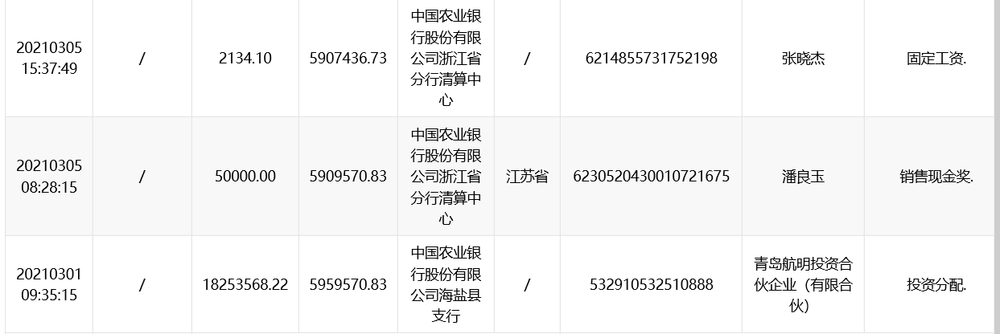 20210305
15:37:49
/
2134.10
5907436.73
中国农业银
行股份有限
公司浙江省
分行清算中
心
/
6214855731752198
张晓杰
固定工资.
20210305
08:28:15
/
50000.00
5909570.83
中国农业银
行股份有限
公司浙江省
分行清算中
心
江苏省
6230520430010721675
潘良玉
销售现金奖.
20210301
09:35:15
/
18253568.22
5959570.83
中国农业银
行股份有限
公司海盐县
支行
/
532910532510888
青岛航明投资合
伙企业（有限合
伙）
投资分配.